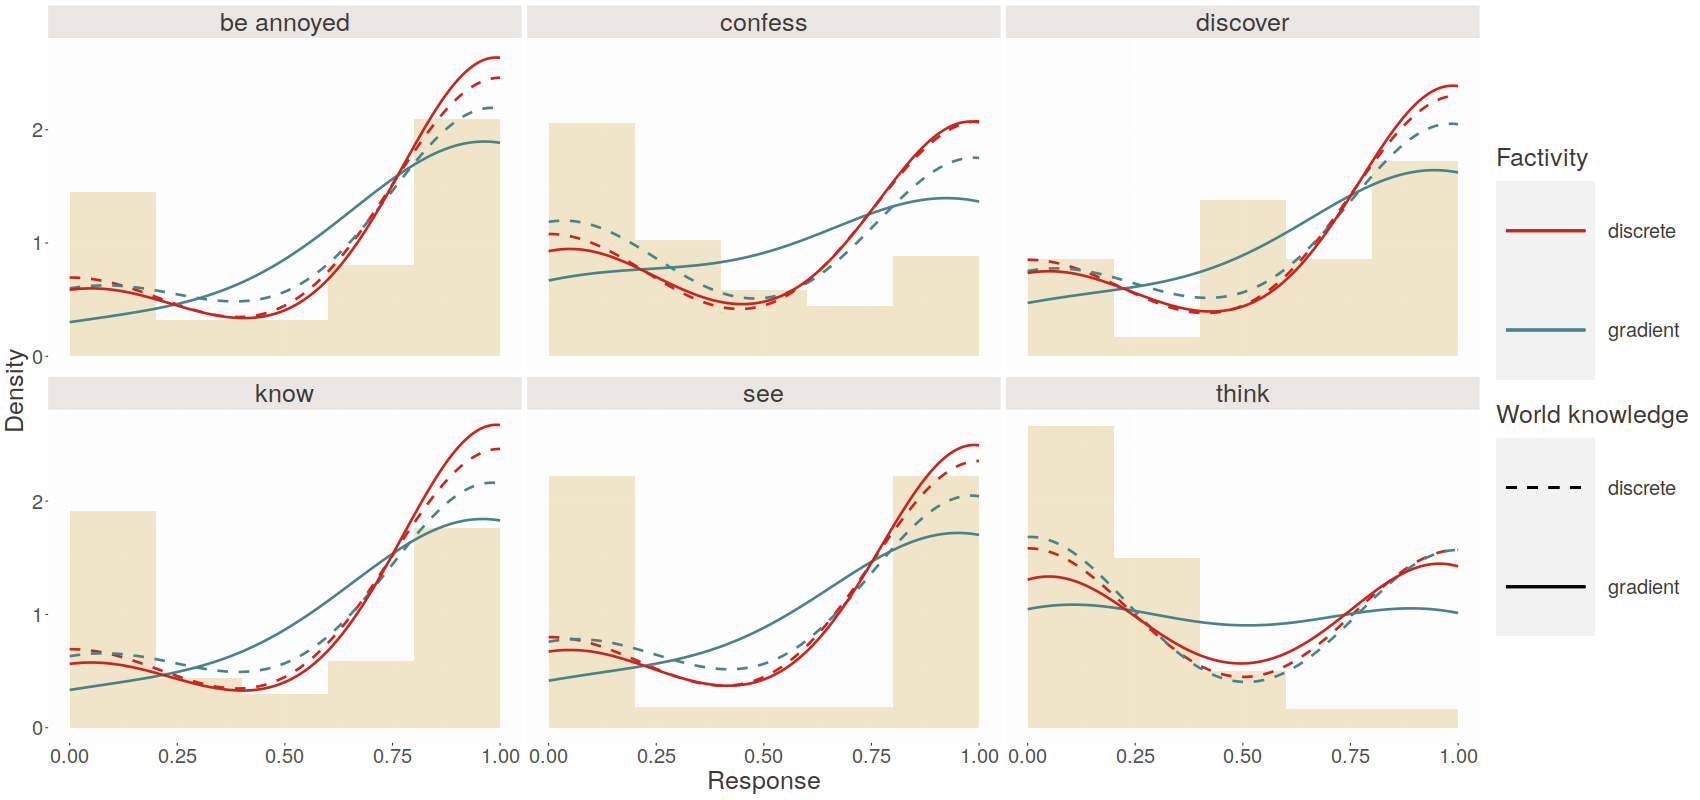 be annoyed
confess
discover
2
1
0
know
see
think
2
1
0
0.00 0.25 0.50 0.75 1.00
0.00 0.25 0.50 0.75 1.00
0.00 0.25 0.50 0.75 1.00
Response
Density
Factivity
discrete
gradient
World knowledge
discrete
gradient